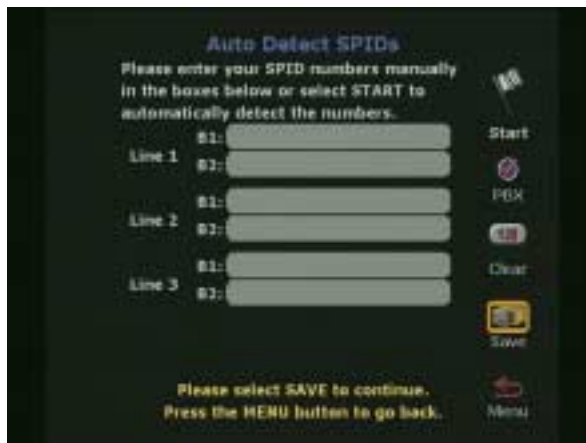 Auto Detect SPIDs
Please enter your SPID numbers manually
in the boxes below or select START to
automatically detect the numbers.
Line 1
B1:
B2:
Line 2
B1:
B2:
Line 3
B1:
B2:
Start
PBX
Clear
Save
Menu
Please select SAVE to continue.
Press the MENU button to go back.